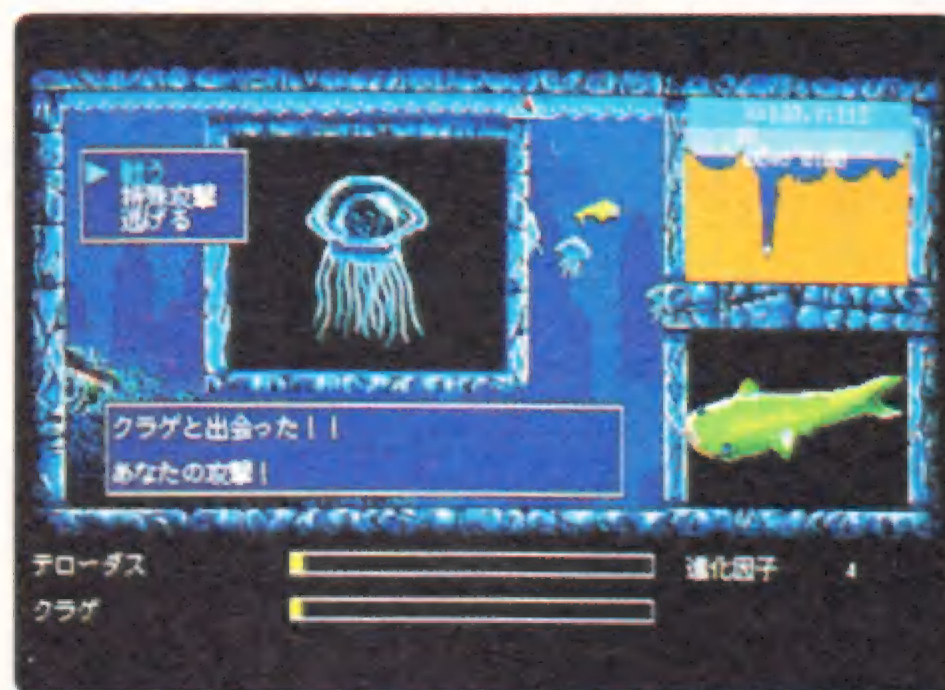 戦う
特殊攻撃
逃げる
クラゲと出会った!!
あなたの攻撃!
テローダス
進化因子 4
クラゲ